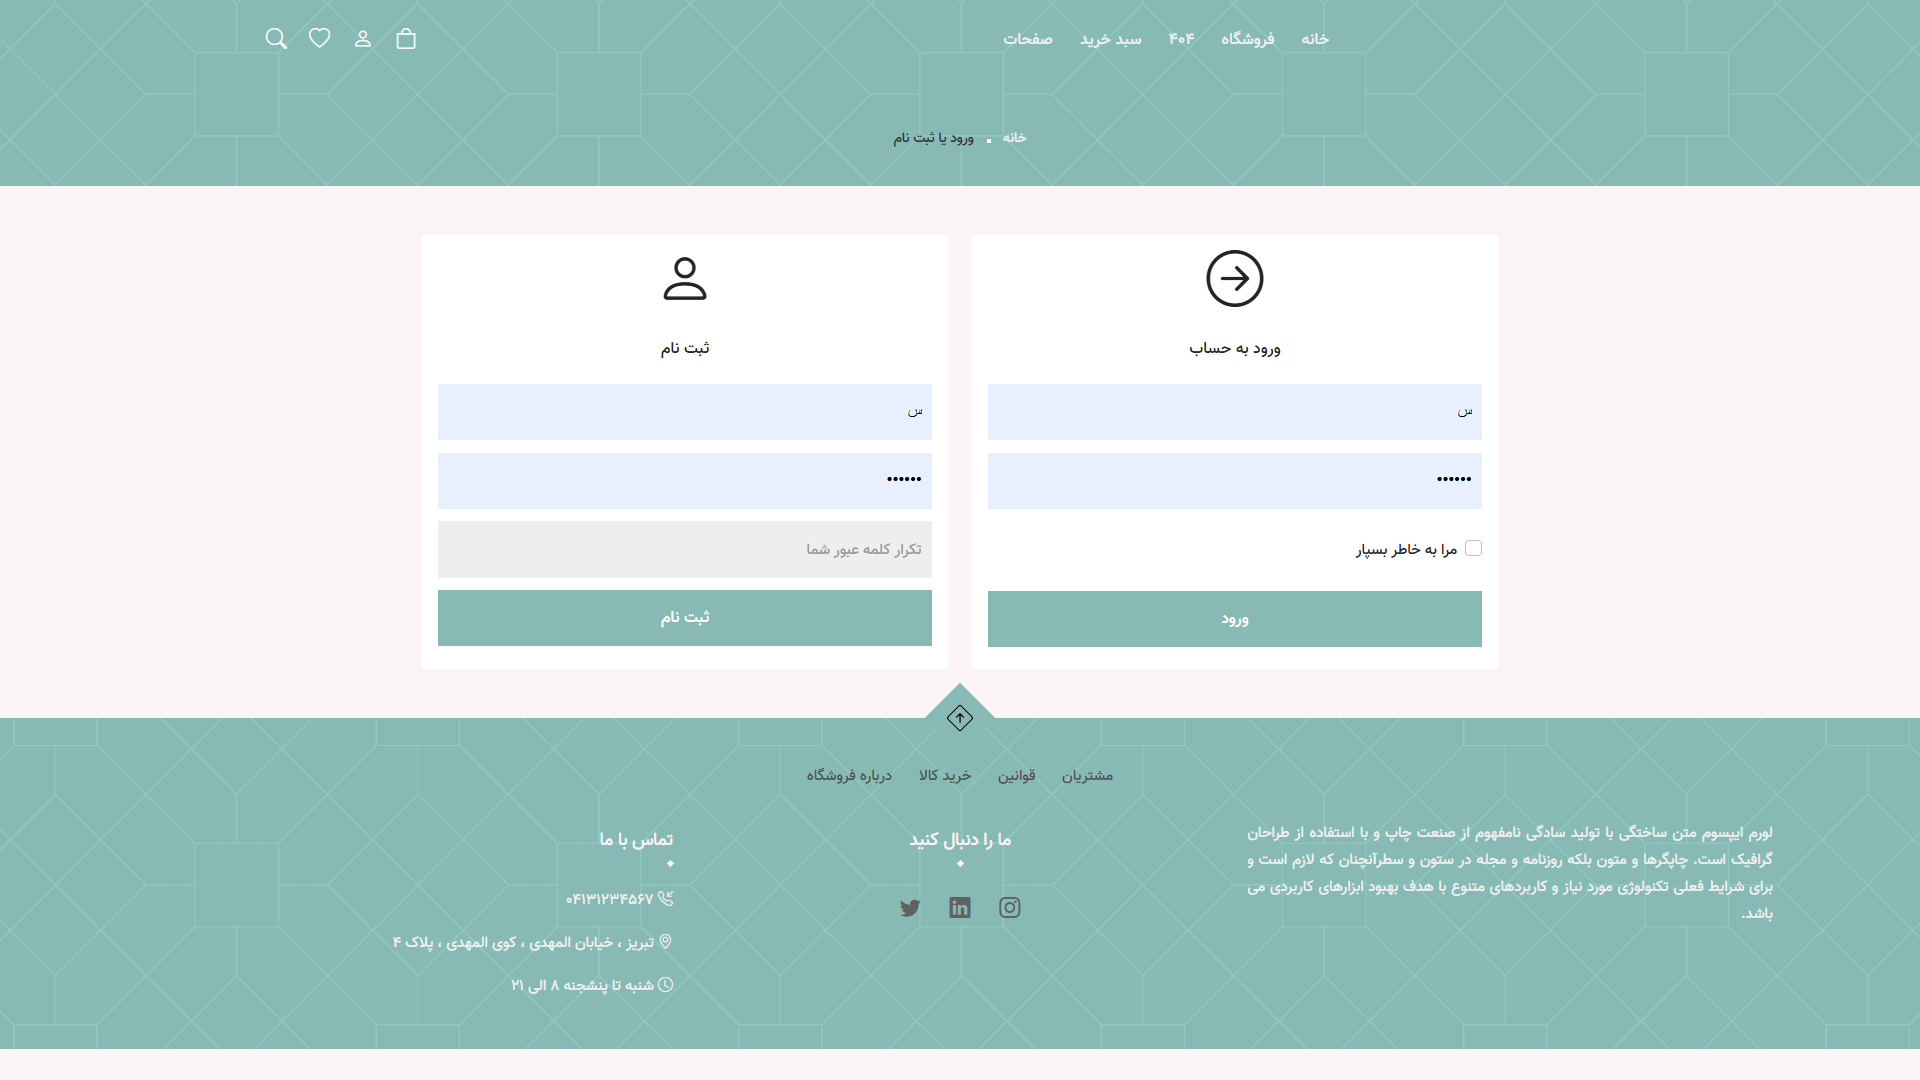 خانه فروشگاه ۴۰۴ سبد خرید صفحات
خانه ورود یا ثبت نام
ورود به حساب
س
••••••
مرا به خاطر بسپار
ورود
ثبت نام
س
••••••
تکرار کلمه عبور شما
ثبت نام
مشتریان قوانین خرید کالا درباره فروشگاه
لورم ایپسوم متن ساختگی با تولید سادگی نامفهوم از صنعت چاپ و با استفاده از طراحان
گرافیک است. چاپگرها و متون بلکه روزنامه و مجله در ستون و سطرآنچنان که لازم است و
برای شرایط فعلی تکنولوژی مورد نیاز و کاربردهای متنوع با هدف بهبود ابزارهای کاربردی می
باشد.
ما را دنبال کنید
تماس با ما
۰۴۱۳۱۲۳۴۵۶۷
تبریز ، خیابان المهدی ، کوی المهدی ، پلاک ۴
شنبه تا پنشجنه ۸ الی ۲۱